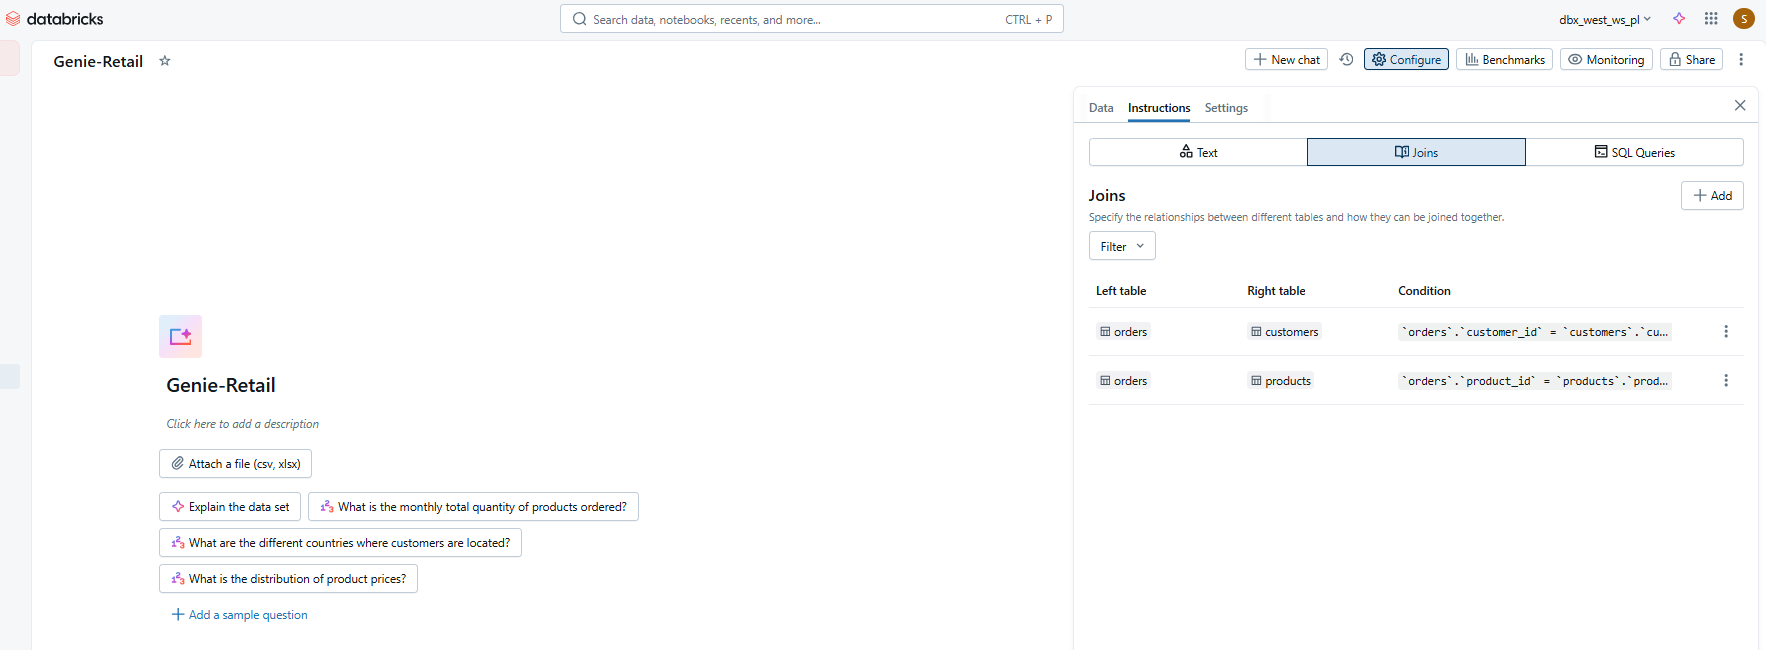 databricks
Search data, notebooks, recents, and more...
CTRL + P
dbx_west_ws_pl
S
Genie-Retail
New chat
Configure
Benchmarks
Monitoring
Share
Data
Instructions
Settings
Text
Joins
SQL Queries
Joins
Add
Specify the relationships between different tables and how they can be joined together.
Filter
Left table
Right table
Condition
orders
customers
`orders`.`customer_id` = `customers`.`cu...
orders
products
`orders`.`product_id` = `products`.`prod...
Genie-Retail
Click here to add a description
Attach a file (csv, xlsx)
Explain the data set
What is the monthly total quantity of products ordered?
What are the different countries where customers are located?
What is the distribution of product prices?
Add a sample question